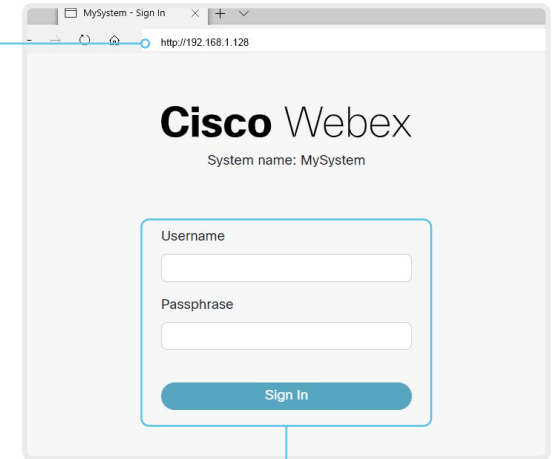 MySystem - Sign In
http://192.168.1.128
Cisco Webex
System name: MySystem
Username
Passphrase
Sign In